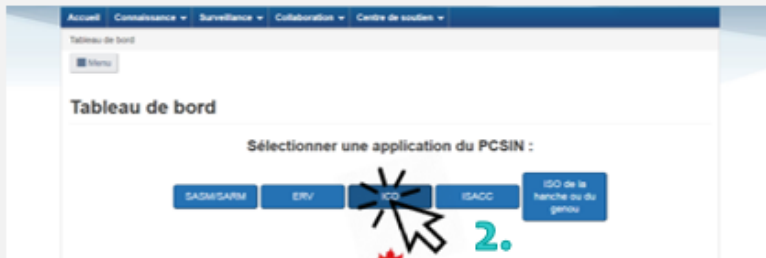 Accueil Connaissance Surveillance Collaboration Centre de soutien
Tableau de bord
Menu
Tableau de bord
Sélectionner une application du PCSIN :
SASM/SARM ERV ICD ISACC ISO de la hanche ou du genou
2.